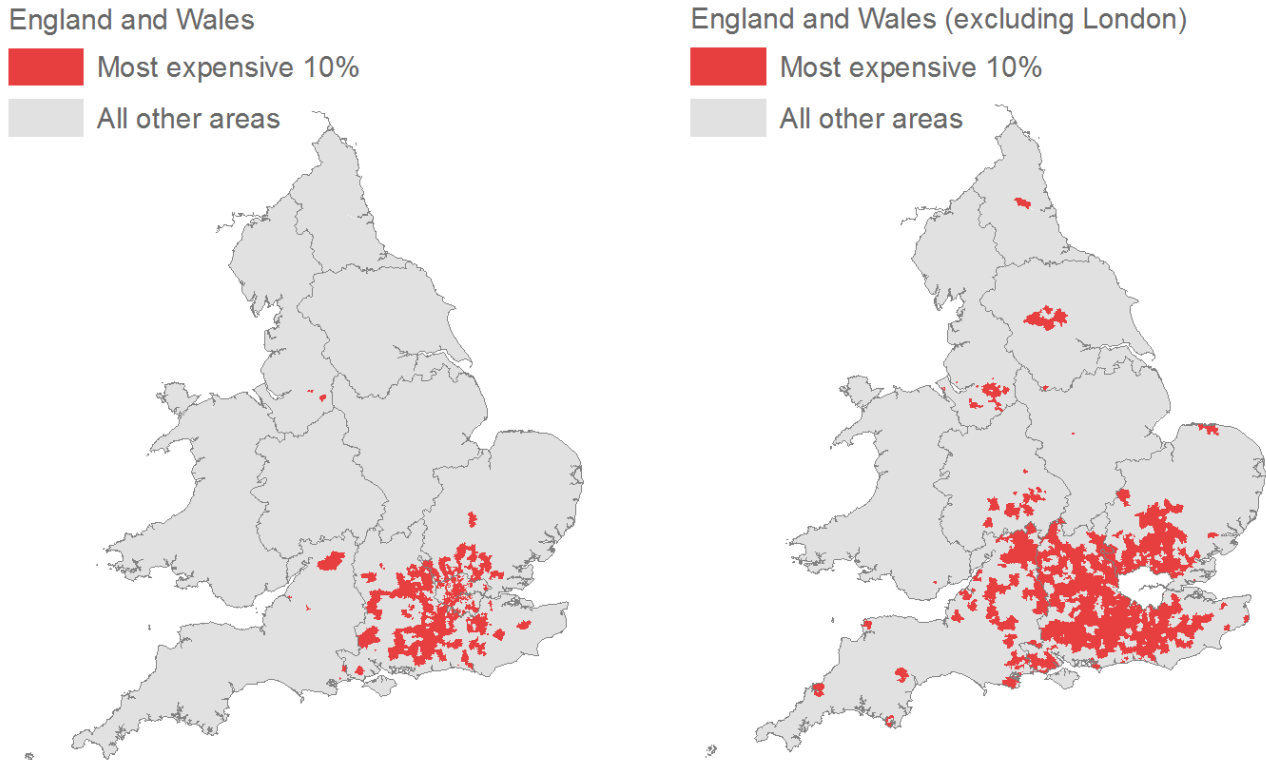 England and Wales
Most expensive 10%
All other areas
England and Wales (excluding London)
Most expensive 10%
All other areas